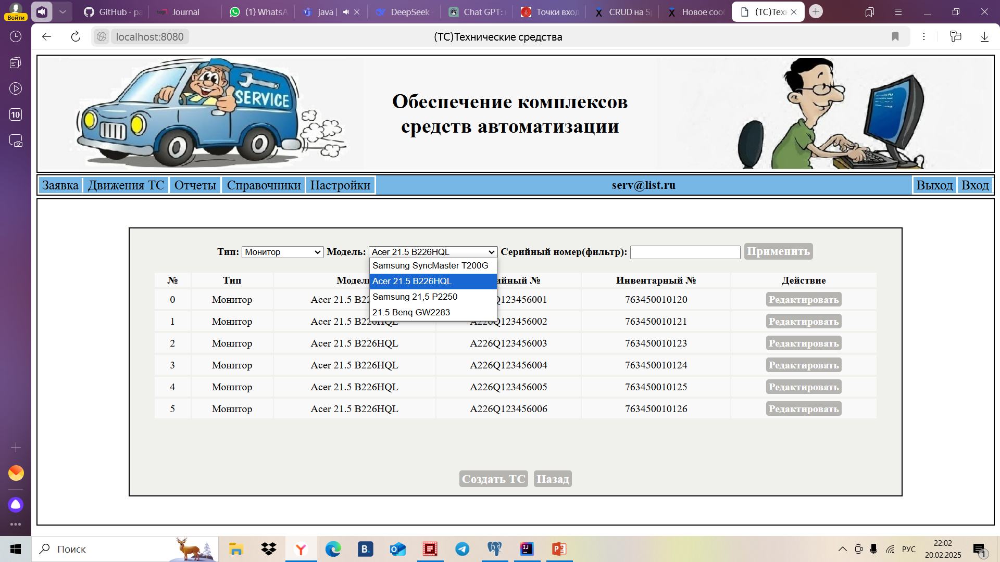 Войти
GitHub - pa
Journal
(1) WhatsA
java |
DeepSeek -
Chat GPT:
Точки вход
CRUD на Sp
Новое сооб
(ТС)Техн
localhost:8080
(ТС)Технические средства
10
SERVICE
Обеспечение комплексов
средств автоматизации
Заявка Движения ТС Отчеты Справочники Настройки serv@list.ru Выход Вход
Тип: Монитор Модель: Acer 21.5 B226HQL Серийный номер(фильтр): Применить
Samsung SyncMaster T200G
Acer 21.5 B226HQL
Samsung 21,5 P2250
21.5 Benq GW2283
№ Тип Модель ийный № Инвентарный № Действие
0 Монитор Acer 21.5 B22 Q123456001 763450010120 Редактировать
1 Монитор Acer 21.5 B226HQL A226Q123456002 763450010121 Редактировать
2 Монитор Acer 21.5 B226HQL A226Q123456003 763450010123 Редактировать
3 Монитор Acer 21.5 B226HQL A226Q123456004 763450010124 Редактировать
4 Монитор Acer 21.5 B226HQL A226Q123456005 763450010125 Редактировать
5 Монитор Acer 21.5 B226HQL A226Q123456006 763450010126 Редактировать
Создать ТС Назад
Поиск
B.
IJ
P
РУС
22:02
20.02.2025
1